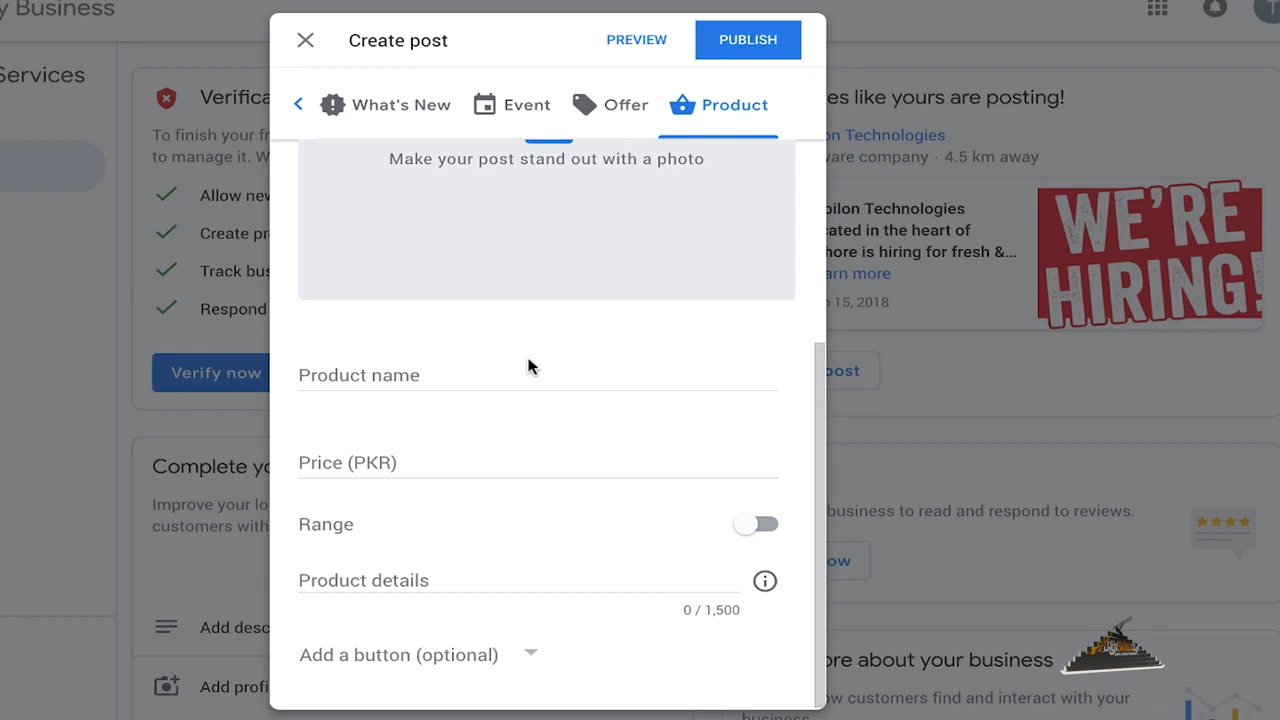 y Business
T
Create post
PREVIEW
PUBLISH
Services
What's New
Event
Offer
Product
Make your post stand out with a photo
Verifica
To finish your fr
to manage it. W
Allow nev
Create pr
Track bus
Respond
Verify now
es like yours are posting!
on Technologies
ware company · 4.5 km away
pilon Technologies
cated in the heart of
hore is hiring for fresh &...
arn more
15, 2018
WE'RE
HIRING!
post
Product name
Price (PKR)
Range
Product details
0 / 1,500
Add a button (optional)
Complete yo
Improve your lo
customers with
Add desc
Add profi
business to read and respond to reviews.
ow
ore about your business
ow customers find and interact with your
business